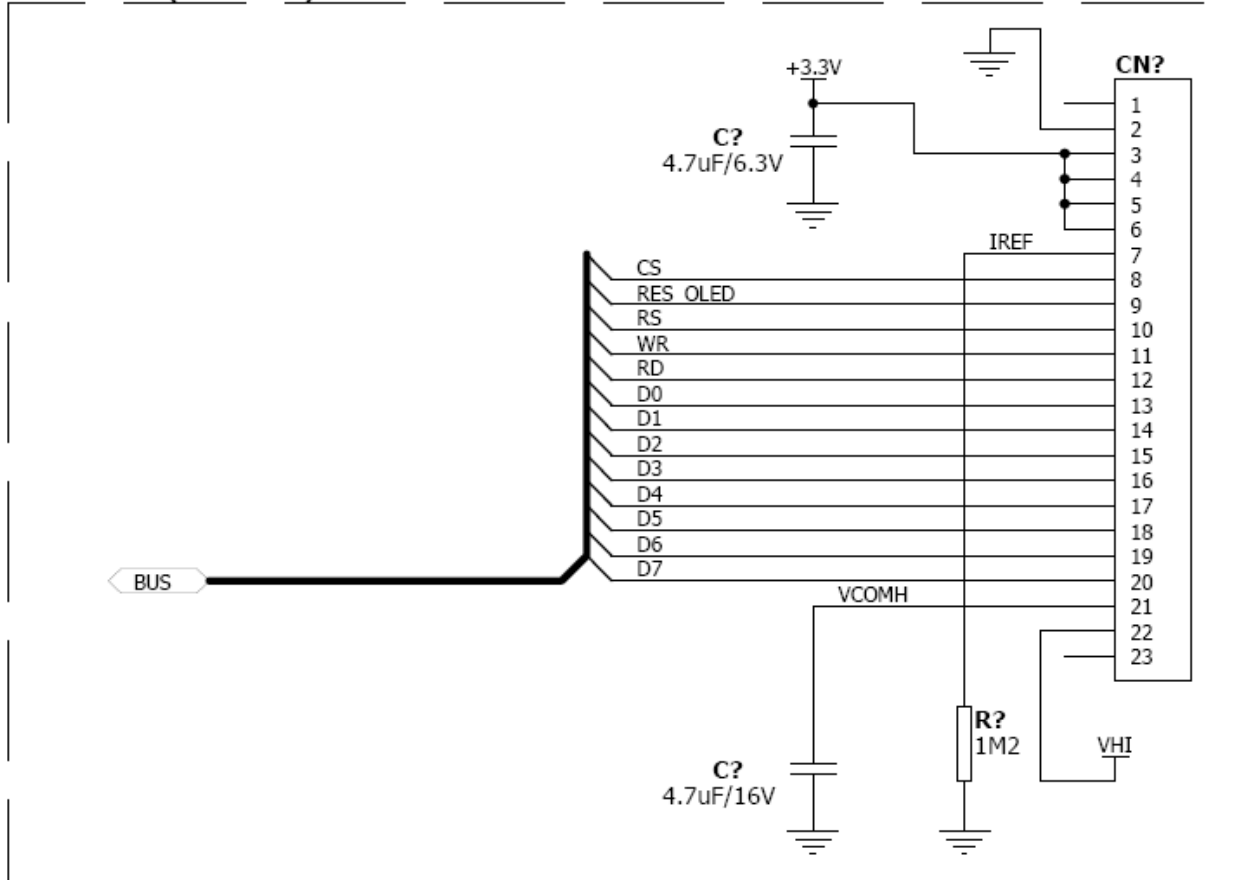 +3.3V
CN?
1
2
C?
4.7uF/6.3V
3
4
5
6
IREF
7
CS
8
RES_OLED
9
RS
10
WR
11
RD
12
D0
13
D1
14
D2
15
D3
16
D4
17
D5
18
D6
19
D7
20
BUS
VCOMH
21
22
23
R?
1M2
VHI
C?
4.7uF/16V